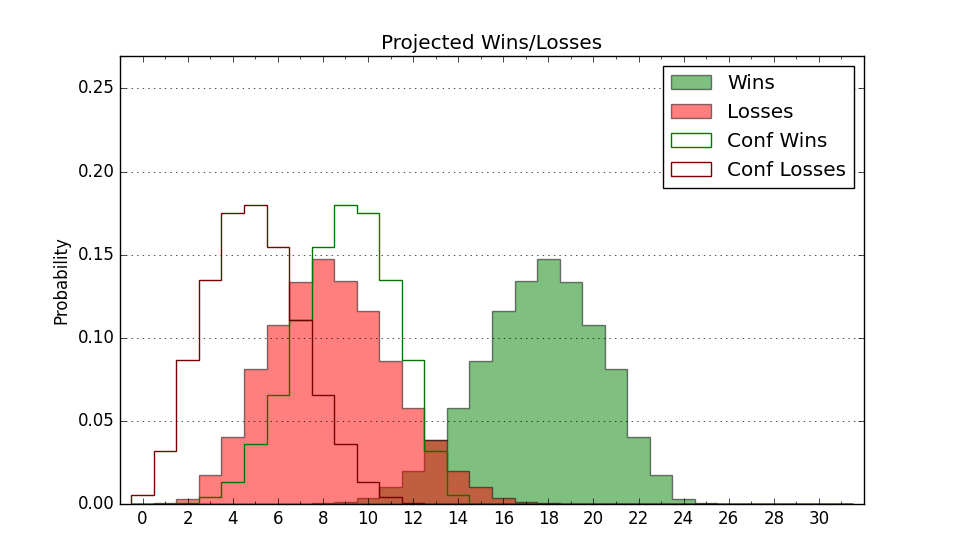 Projected Wins/Losses
0.25
0.20
0.15
0.10
0.05
0.00
Probability
Wins
Losses
Conf Wins
Conf Losses
0 2 4 6 8 10 12 14 16 18 20 22 24 26 28 30